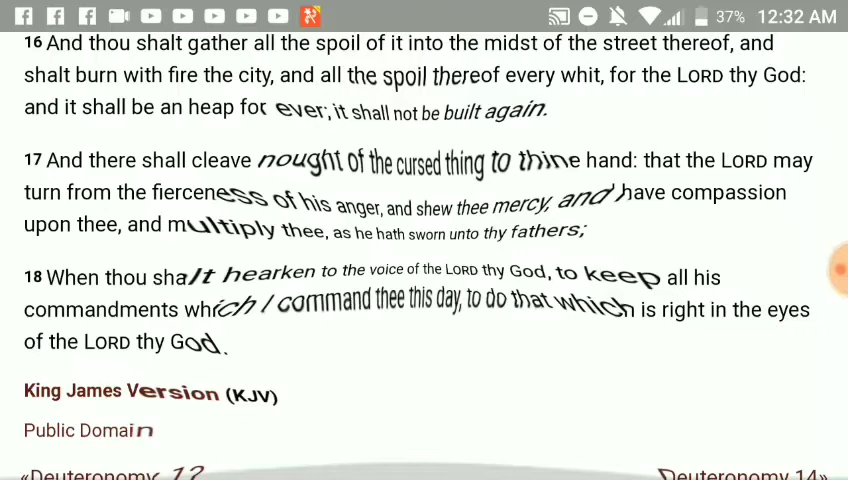 37% 12:32 AM
16 And thou shalt gather all the spoil of it into the midst of the street thereof, and
shalt burn with fire the city, and all the spoil thereof every whit, for the LORD thy God:
and it shall be an heap for ever; it shall not be built again.
17 And there shall cleave nought of the cursed thing to thine hand: that the LORD may
turn from the fierceness of his anger, and shew thee mercy, and have compassion
upon thee, and multiply thee, as he hath sworn unto thy fathers;
18 When thou shalt hearken to the voice of the LORD thy God, to keep all his
commandments which I command thee this day, to do that which is right in the eyes
of the LORD thy God.
King James Version (KJV)
Public Domain
«Deuteronomy 12 Deuteronomy 14»